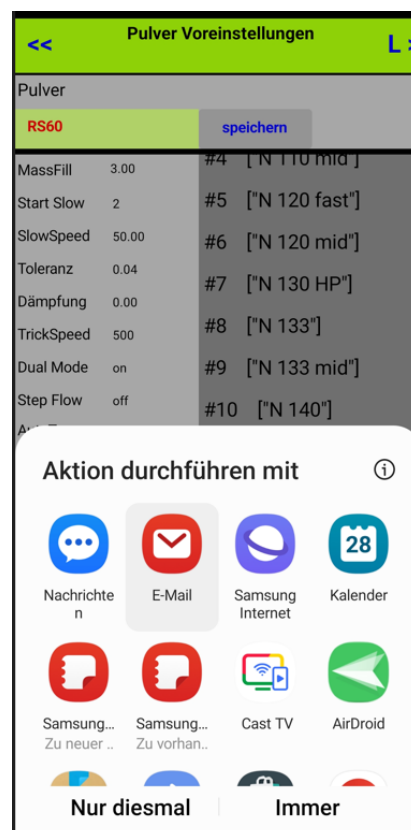 <<
Pulver Voreinstellungen
L
Pulver
RS60
speichern
#4 ["N 110 mid"]
MassFill 3.00
Start Slow 2
#5 ["N 120 fast"]
SlowSpeed 50.00
#6 ["N 120 mid"]
Toleranz 0.04
#7 ["N 130 HP"]
Dämpfung 0.00
#8 ["N 133"]
TrickSpeed 500
Dual Mode on
#9 ["N 133 mid"]
Step Flow off
#10 ["N 140"]
Aktion durchführen mit
Nachrichte
n
E-Mail
Samsung
Internet
28
Kalender
Samsung...
Zu neuer ..
Samsung...
Zu vorhan..
Cast TV
AirDroid
Nur diesmal
Immer